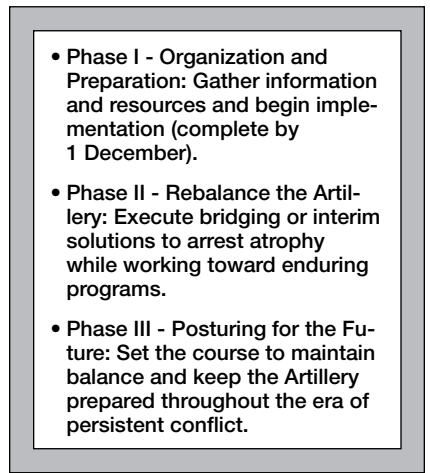 • Phase I - Organization and
Preparation: Gather information
and resources and begin imple-
mentation (complete by
1 December).
• Phase II - Rebalance the Artil-
lery: Execute bridging or interim
solutions to arrest atrophy
while working toward enduring
programs.
• Phase III - Posturing for the Fu-
ture: Set the course to maintain
balance and keep the Artillery
prepared throughout the era of
persistent conflict.